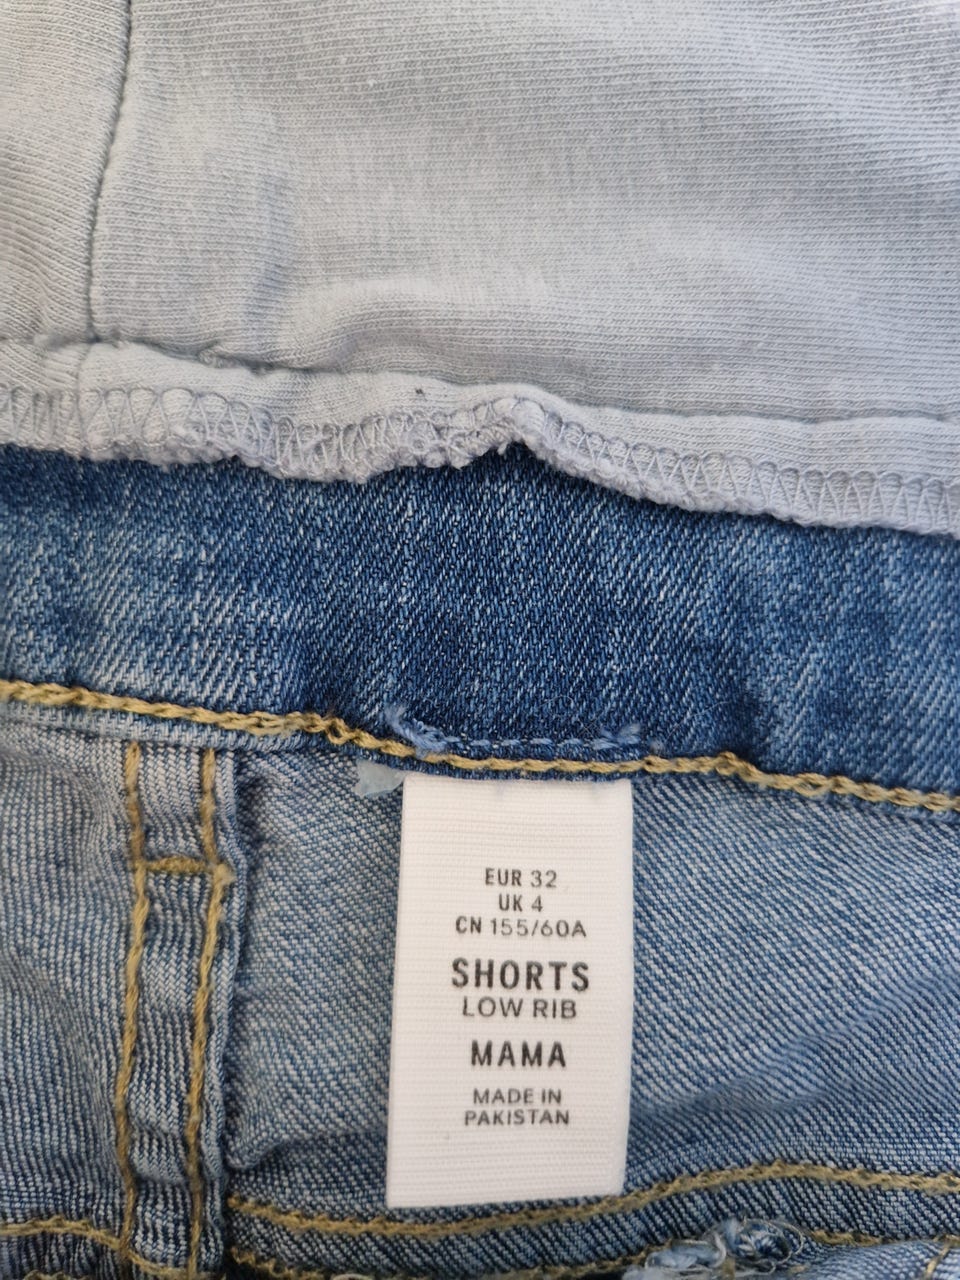 EUR 32
UK 4
CN 155/60A
SHORTS
LOW RIB
MAMA
MADE IN
PAKISTAN